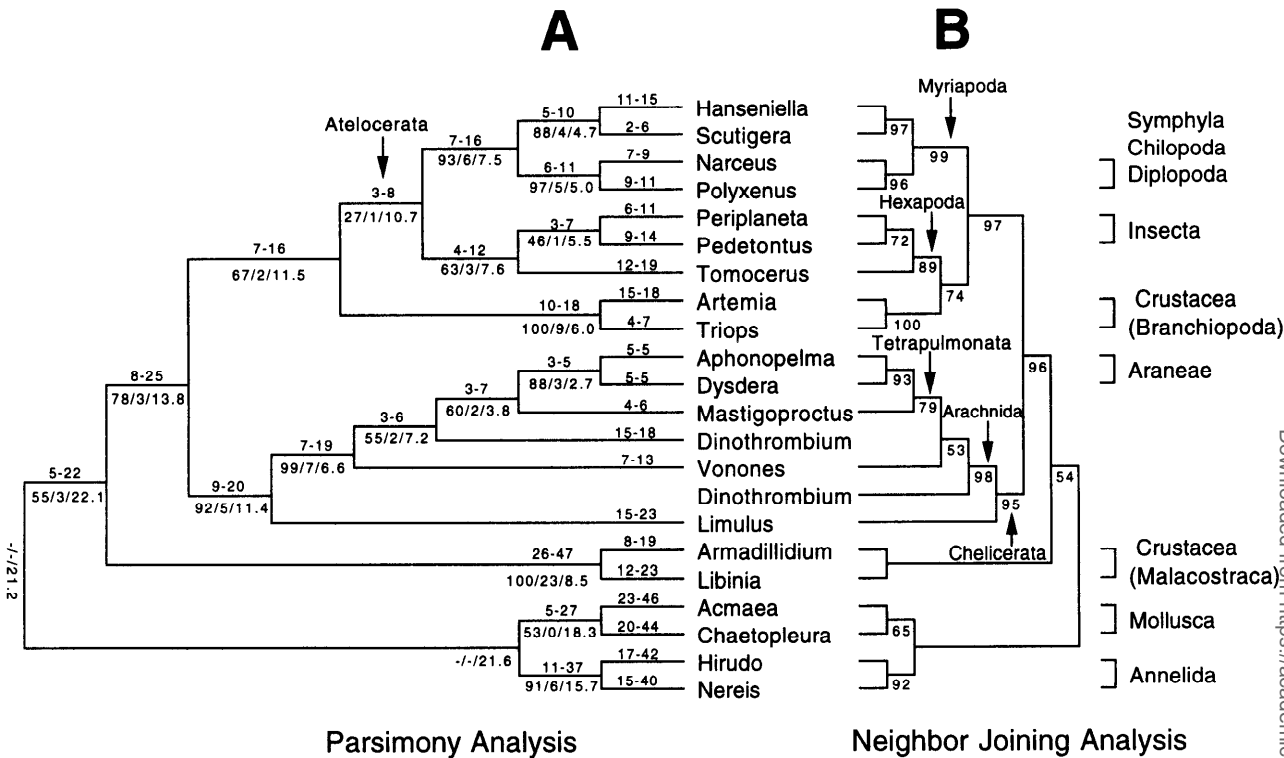 A
B
Atelocerata
Myriapoda
Hexapoda
Tetrapulmonata
Arachnida
Chelicerata
11-15
Hanseniella
Symphyla
5-10
88/4/4.7
2-6
Scutigera
97
Chilopoda
7-16
93/6/7.5
99
7-9
Narceus
Diplopoda
6-11
97/5/5.0
9-11
Polyxenus
96
3-8
27/1/10.7
6-11
Periplaneta
Insecta
3-7
46/1/5.5
9-14
Pedetontus
72
97
7-16
67/2/11.5
4-12
63/3/7.6
12-19
Tomocerus
89
74
15-18
Artemia
Crustacea
(Branchiopoda)
10-18
100/9/6.0
4-7
Triops
100
5-5
Aphonopelma
Araneae
3-5
88/3/2.7
5-5
Dysdera
93
96
8-25
78/3/13.8
3-7
60/2/3.8
4-6
Mastigoproctus
79
3-6
55/2/7.2
15-18
Dinothrombium
53
7-19
99/7/6.6
7-13
Vonones
98
54
5-22
55/3/22.1
9-20
92/5/11.4
Dinothrombium
95
15-23
Limulus
8-19
Armadillidium
Crustacea
(Malacostraca)
26-47
100/23/8.5
12-23
Libinia
-/-/21.2
23-46
Acmaea
Mollusca
5-27
53/0/18.3
20-44
Chaetopleura
65
-/-/21.6
17-42
Hirudo
Annelida
11-37
91/6/15.7
15-40
Nereis
92
Parsimony Analysis
Neighbor Joining Analysis